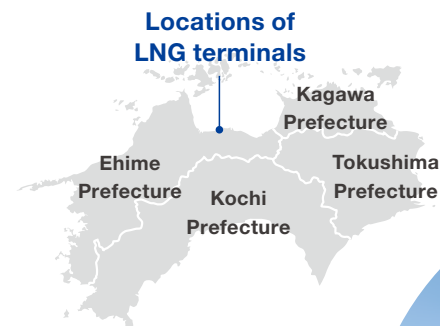 Locations of
LNG terminals
Kagawa
Prefecture
Ehime
Prefecture
Tokushima
Prefecture
Kochi
Prefecture